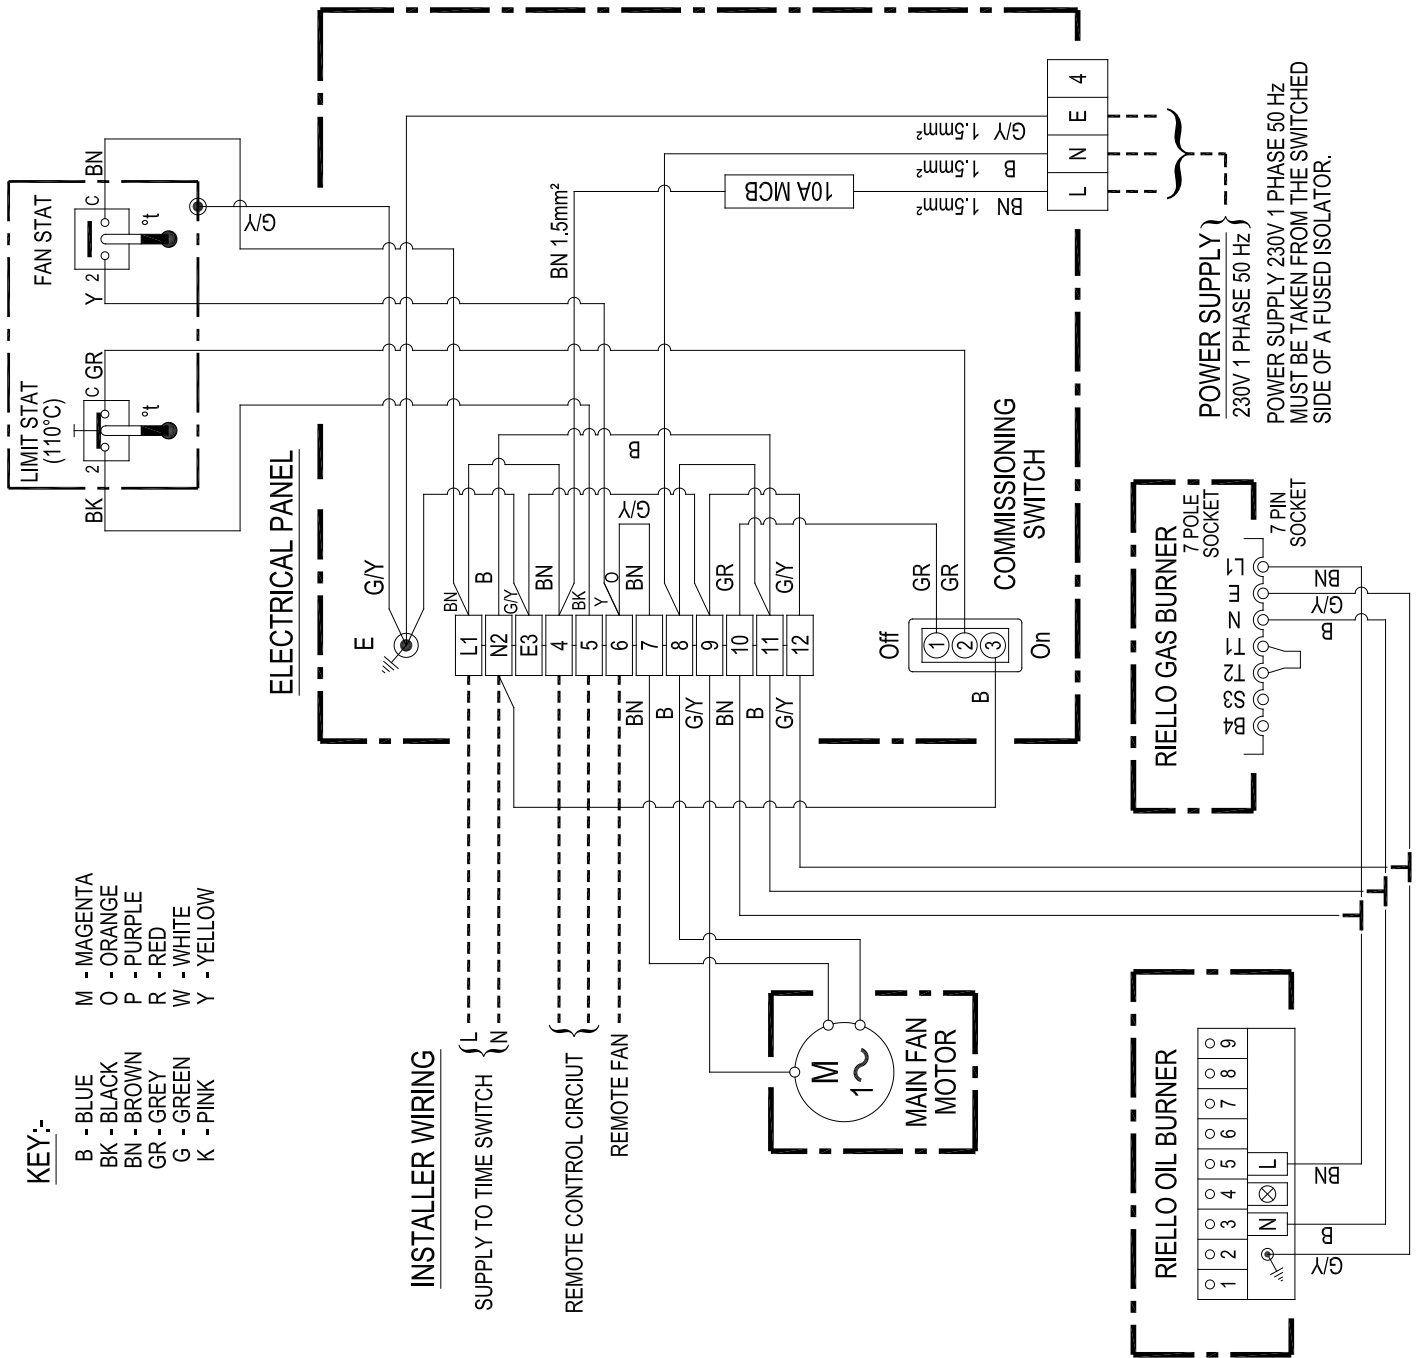 KEY:-
B - BLUE
BK - BLACK
BN - BROWN
GR - GREY
G - GREEN
K - PINK
M - MAGENTA
O - ORANGE
P - PURPLE
R - RED
W - WHITE
Y - YELLOW
LIMIT STAT
(110°C)
BK
2
C
GR
°t
FAN STAT
Y
2
C
BN
°t
G/Y
ELECTRICAL PANEL
E
G/Y
BN
B
G/Y
BN
BK
Y
O
BN
GR
G/Y
B
G/Y
BN 1.5mm²
L1
N2
E3
4
5
6
7
8
9
10
11
12
BN
B
G/Y
BN
B
G/Y
10A MCB
BN 1.5mm²
B 1.5mm²
G/Y 1.5mm²
L
N
E
4
COMMISSIONING
SWITCH
Off
1
2
3
On
GR
GR
B
POWER SUPPLY
230V 1 PHASE 50 Hz
POWER SUPPLY 230V 1 PHASE 50 Hz
MUST BE TAKEN FROM THE SWITCHED
SIDE OF A FUSED ISOLATOR.
INSTALLER WIRING
SUPPLY TO TIME SWITCH
L
N
REMOTE CONTROL CIRCIUT
REMOTE FAN
M
1~
MAIN FAN
MOTOR
RIELLO GAS BURNER
7 POLE
SOCKET
7 PIN
SOCKET
B4
S3
T2
T1
N
E
L1
BN
G/Y
B
RIELLO OIL BURNER
1
2
3
4
5
6
7
8
9
N
L
BN
B
G/Y